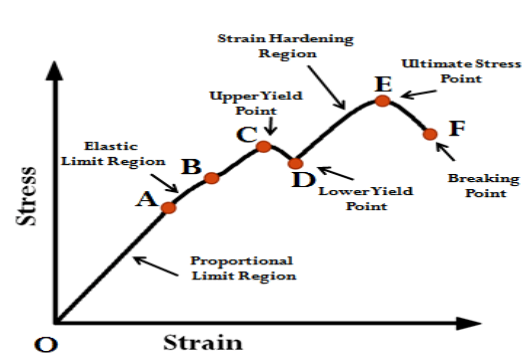 Strain Hardening
Region
E
Ultimate Stress
Point
Upper Yield
Point
C
F
Elastic
Limit Region
B
D
Lower Yield
Point
Breaking
Point
A
Stress
Proportional
Limit Region
O
Strain